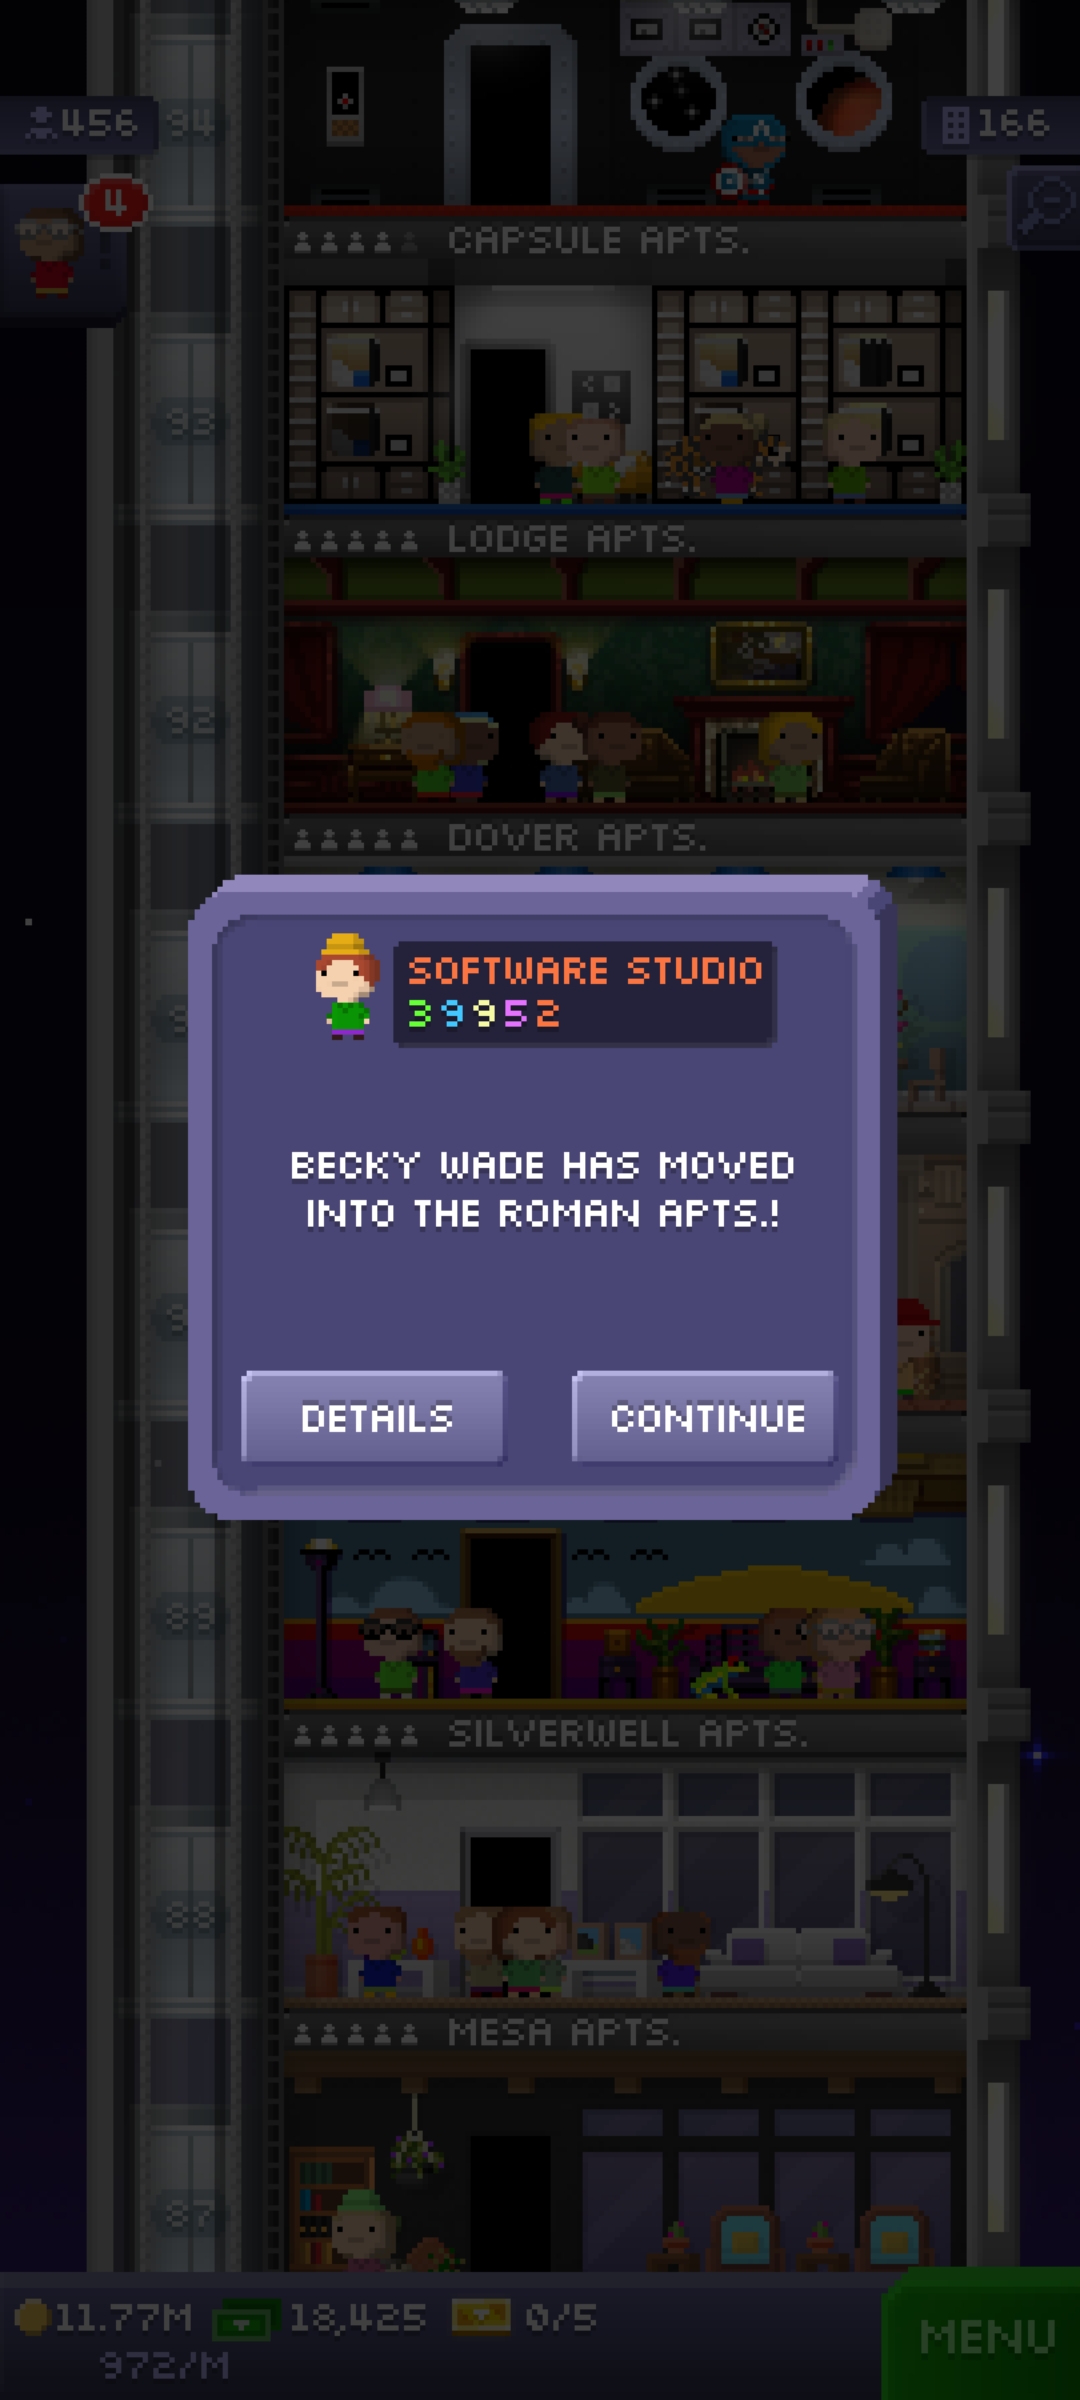 456
94
166
4
CAPSULE APTS.
93
LODGE APTS.
92
DOVER APTS.
SOFTWARE STUDIO
39952
BECKY WADE HAS MOVED
INTO THE ROMAN APTS.!
DETAILS
CONTINUE
89
SILVERWELL APTS.
88
MESA APTS.
87
11.77M
18,425
0/5
972/M
MENU